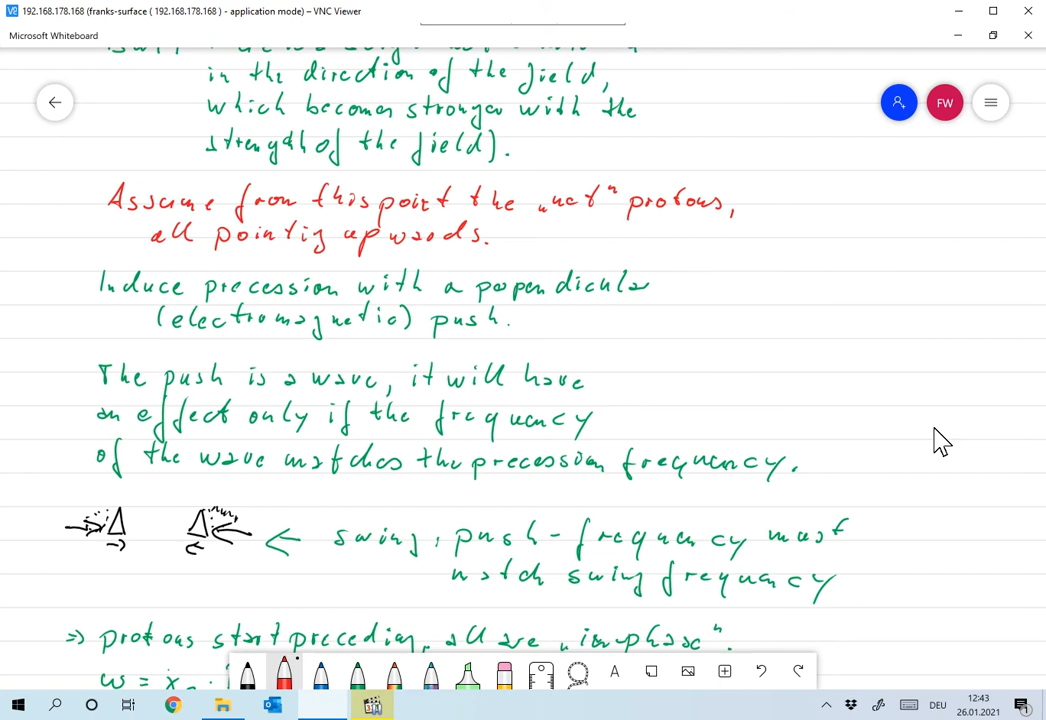 192.168.178.168 (franks-surface ( 192.168.178.168 ) - application mode) – VNC Viewer
Microsoft Whiteboard
in the direction of the field,
which becomes stronger with the
strength of the field).
FW
Assume from this point the „net" protons,
all pointig upwards.
Induce precession with a perpendicular
(electromagnetic) push.
The push is a wave, it will have
an effect only if the frequency
of the wave matches the precession frequency.
swing, push-frequency must
match swing frequency
=> protons start preceding, all are „in phase".
A
DEU
12:43
26.01.2021